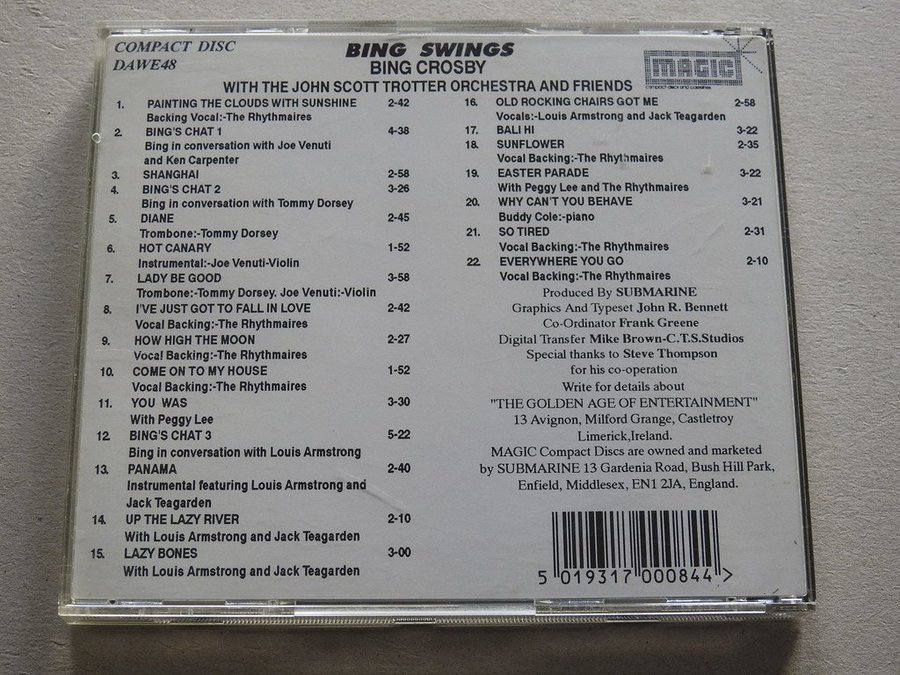 COMPACT DISC
DAWE48
BING SWINGS
BING CROSBY
WITH THE JOHN SCOTT TROTTER ORCHESTRA AND FRIENDS
MAGIC
compact discs and cassettes
1. PAINTING THE CLOUDS WITH SUNSHINE 2-42
Backing Vocal:-The Rhythmaires
2. BING'S CHAT 1 4-38
Bing in conversation with Joe Venuti
and Ken Carpenter
3. SHANGHAI 2-58
4. BING'S CHAT 2 3-26
Bing in conversation with Tommy Dorsey
5. DIANE 2-45
Trombone:-Tommy Dorsey
6. HOT CANARY 1-52
Instrumental:-Joe Venuti-Violin
7. LADY BE GOOD 3-58
Trombone:-Tommy Dorsey. Joe Venuti:-Violin
8. I'VE JUST GOT TO FALL IN LOVE 2-42
Vocal Backing:-The Rhythmaires
9. HOW HIGH THE MOON 2-27
Vocal Backing:-The Rhythmaires
10. COME ON TO MY HOUSE 1-52
Vocal Backing:-The Rhythmaires
11. YOU WAS 3-30
With Peggy Lee
12. BING'S CHAT 3 5-22
Bing in conversation with Louis Armstrong
13. PANAMA 2-40
Instrumental featuring Louis Armstrong and
Jack Teagarden
14. UP THE LAZY RIVER 2-10
With Louis Armstrong and Jack Teagarden
15. LAZY BONES 3-00
With Louis Armstrong and Jack Teagarden
16. OLD ROCKING CHAIRS GOT ME 2-58
Vocals:-Louis Armstrong and Jack Teagarden
17. BALI HI 3-22
18. SUNFLOWER 2-35
Vocal Backing:-The Rhythmaires
19. EASTER PARADE 3-22
With Peggy Lee and The Rhythmaires
20. WHY CAN'T YOU BEHAVE 3-21
Buddy Cole:-piano
21. SO TIRED 2-31
Vocal Backing:-The Rhythmaires
22. EVERYWHERE YOU GO 2-10
Vocal Backing:-The Rhythmaires
Produced By SUBMARINE
Graphics And Typeset John R. Bennett
Co-Ordinator Frank Greene
Digital Transfer Mike Brown-C.T.S.Studios
Special thanks to Steve Thompson
for his co-operation
Write for details about
"THE GOLDEN AGE OF ENTERTAINMENT"
13 Avignon, Milford Grange, Castletroy
Limerick,Ireland.
MAGIC Compact Discs are owned and marketed
by SUBMARINE 13 Gardenia Road, Bush Hill Park,
Enfield, Middlesex, EN1 2JA, England.
5 019317 000844 >